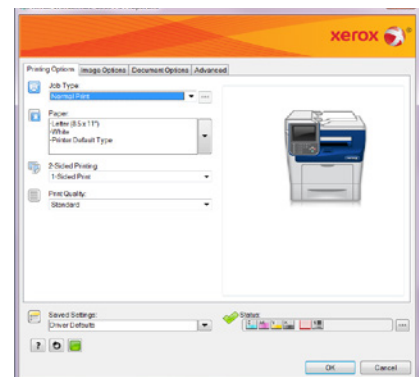 xerox
Printing Options Image Options Document Options Advanced
Job Type:
Normal Print
Paper:
-Letter (8.5 x 11")
-White
-Printer Default Type
2-Sided Printing:
1-Sided Print
Print Quality:
Standard
Saved Settings:
Driver Defaults
Status:
?
OK Cancel